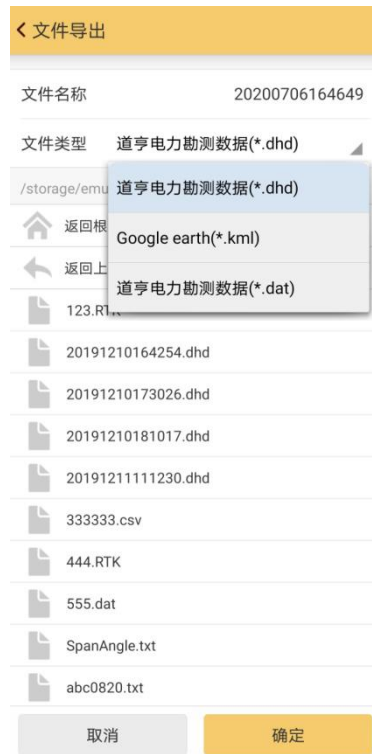 文件导出
文件名称 20200706164649
文件类型 道亨电力勘测数据(*.dhd)
/storage/emu
道亨电力勘测数据(*.dhd)
返回根
Google earth(*.kml)
返回上
道亨电力勘测数据(*.dat)
123.RTK
20191210164254.dhd
20191210173026.dhd
20191210181017.dhd
20191211111230.dhd
333333.csv
444.RTK
555.dat
SpanAngle.txt
abc0820.txt
取消 确定